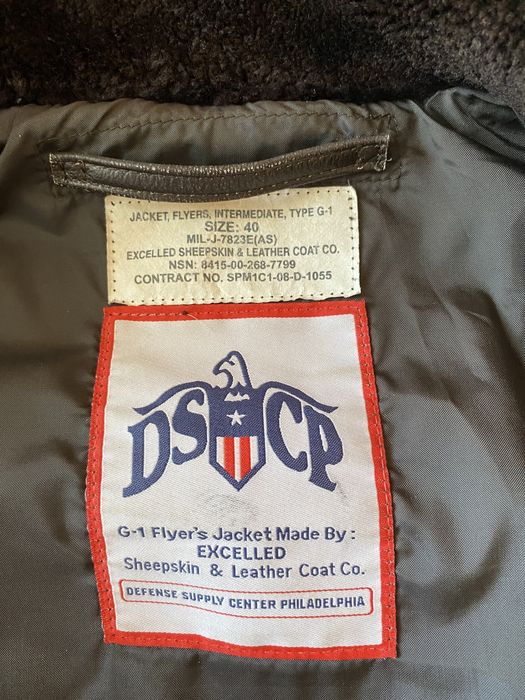 JACKET, FLYERS, INTERMEDIATE, TYPE G-1
SIZE: 40
MIL-J-7823E(AS)
EXCELLED SHEEPSKIN & LEATHER COAT CO.
NSN: 8415-00-268-7799
CONTRACT NO. SPM1C1-08-D-1055
DSCP
G-1 Flyer's Jacket Made By:
EXCELLED
Sheepskin & Leather Coat Co.
DEFENSE SUPPLY CENTER PHILADELPHIA